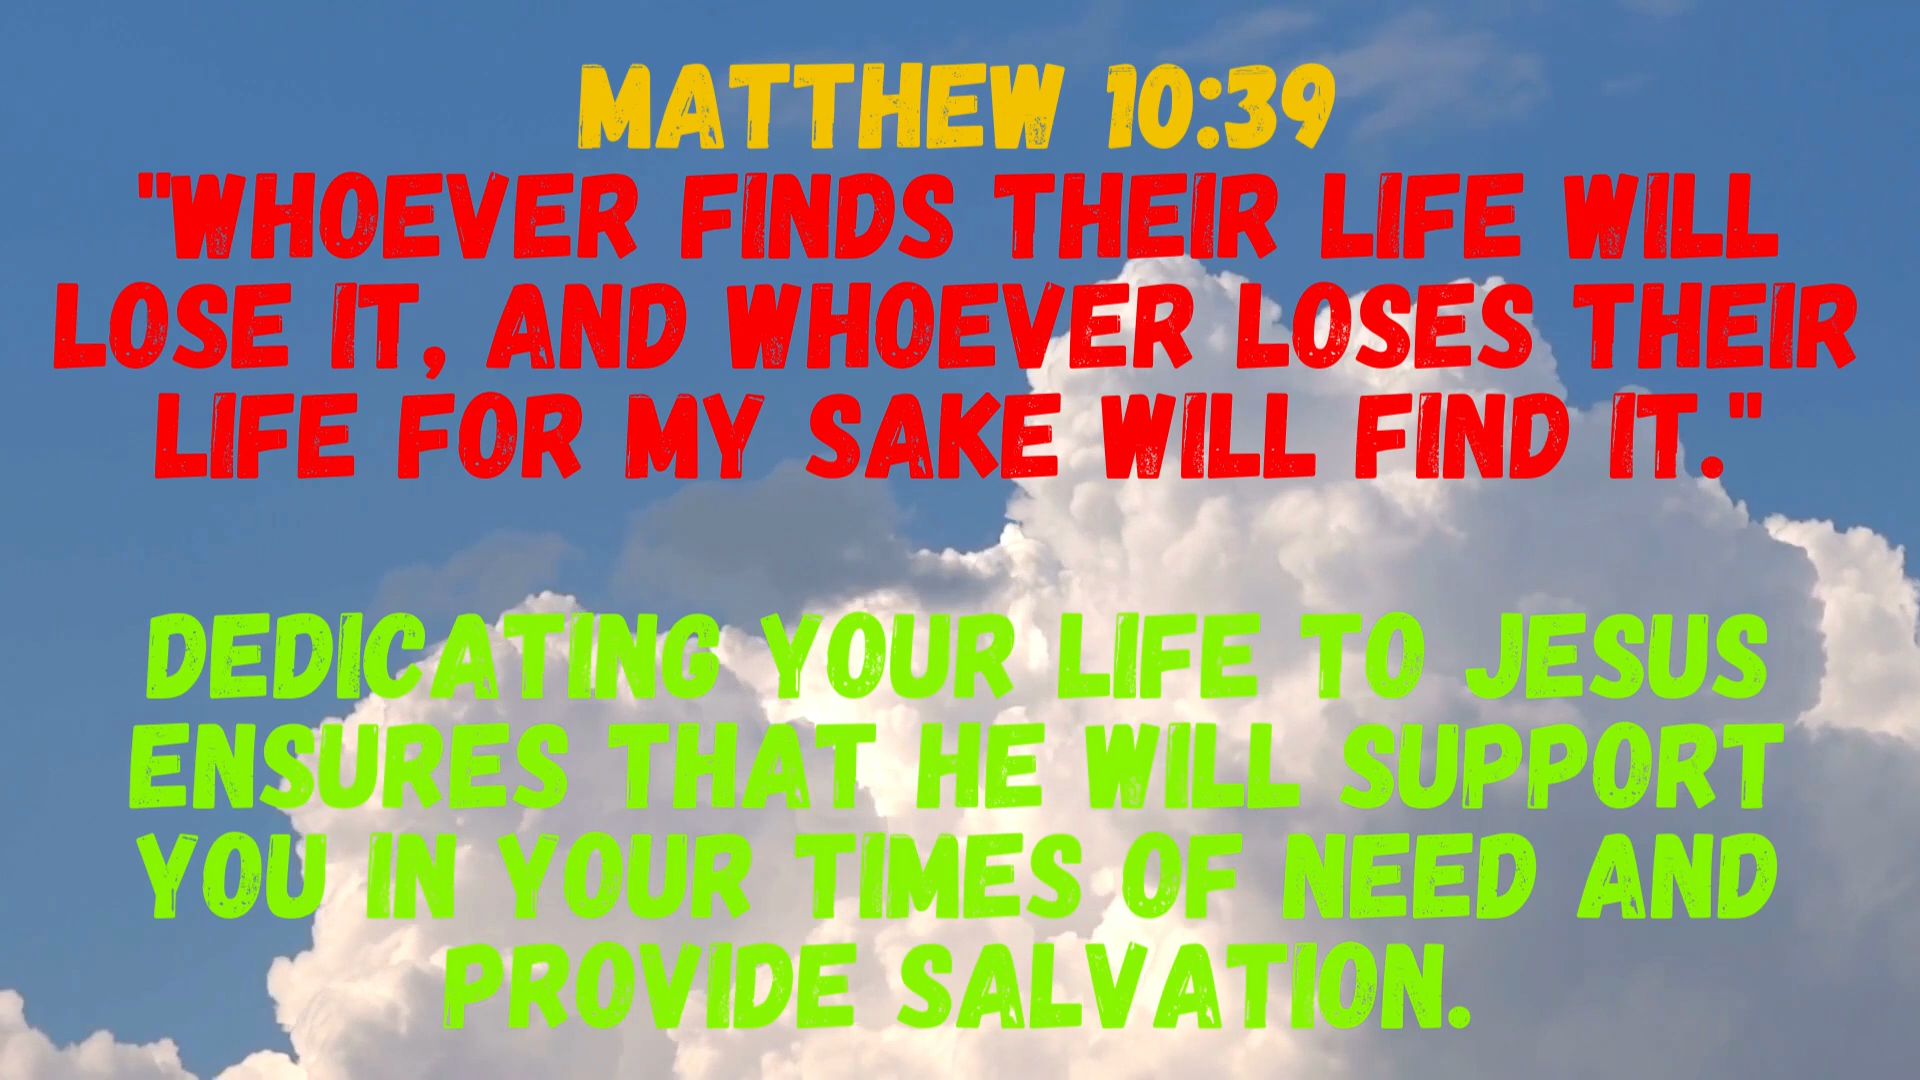 MATTHEW 10:39
"WHOEVER FINDS THEIR LIFE WILL
LOSE IT, AND WHOEVER LOSES THEIR
LIFE FOR MY SAKE WILL FIND IT."
DEDICATING YOUR LIFE TO JESUS
ENSURES THAT HE WILL SUPPORT
YOU IN YOUR TIMES OF NEED AND
PROVIDE SALVATION.